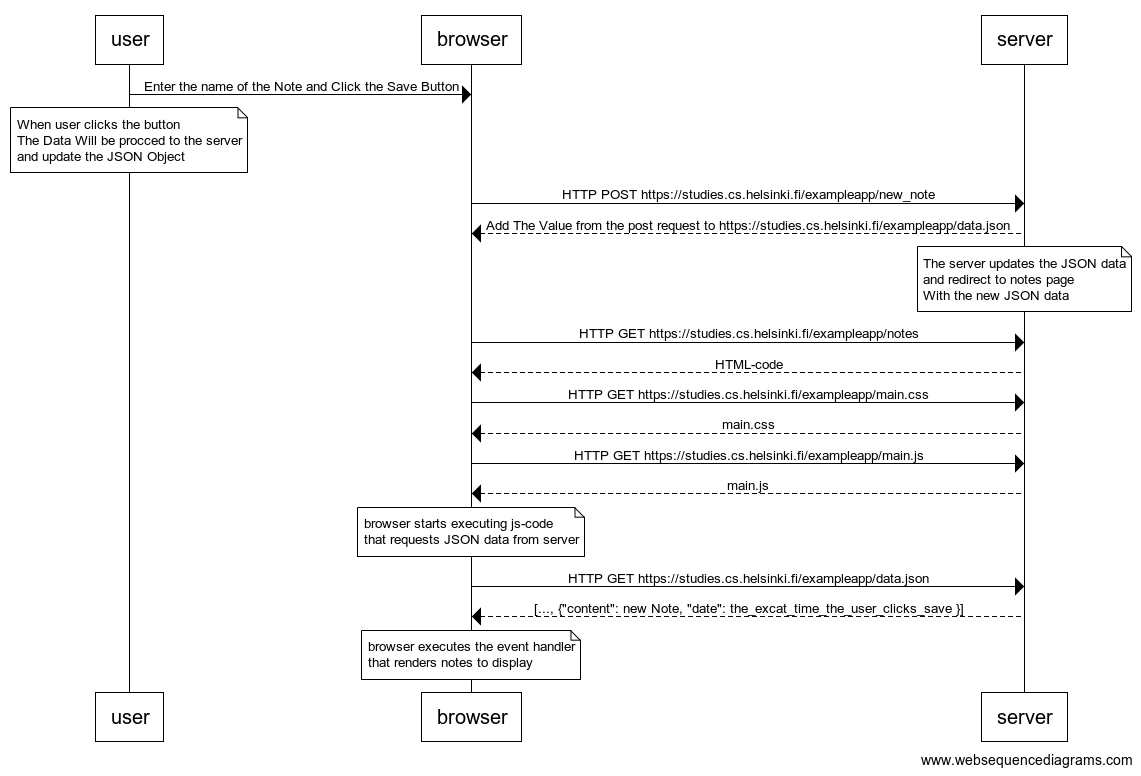 user
browser
server
Enter the name of the Note and Click the Save Button
When user clicks the button
The Data Will be procced to the server
and update the JSON Object
HTTP POST https://studies.cs.helsinki.fi/exampleapp/new_note
Add The Value from the post request to https://studies.cs.helsinki.fi/exampleapp/data.json
The server updates the JSON data
and redirect to notes page
With the new JSON data
HTTP GET https://studies.cs.helsinki.fi/exampleapp/notes
HTML-code
HTTP GET https://studies.cs.helsinki.fi/exampleapp/main.css
main.css
HTTP GET https://studies.cs.helsinki.fi/exampleapp/main.js
main.js
browser starts executing js-code
that requests JSON data from server
HTTP GET https://studies.cs.helsinki.fi/exampleapp/data.json
[..., {"content": new Note, "date": the_excat_time_the_user_clicks_save }]
browser executes the event handler
that renders notes to display
user
browser
server
www.websequencediagrams.com